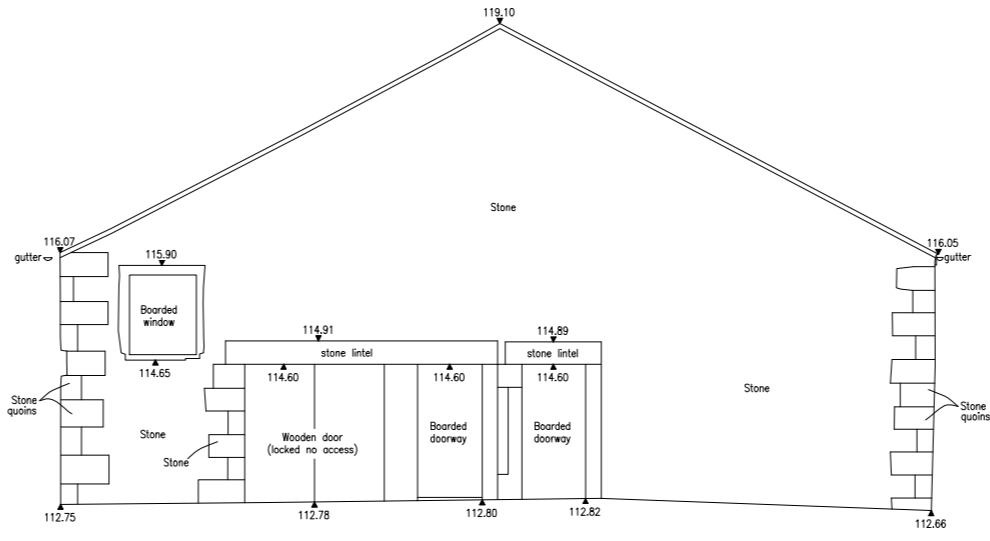 119.10
Stone
116.07
116.05
gutter
gutter
115.90
Boarded
window
114.65
114.91
114.89
stone lintel
stone lintel
114.60
114.60
114.60
Stone
Stone
quoins
Stone
quoins
Stone
Stone
Wooden door
(locked no access)
Boarded
doorway
Boarded
doorway
112.75
112.78
112.80
112.82
112.66